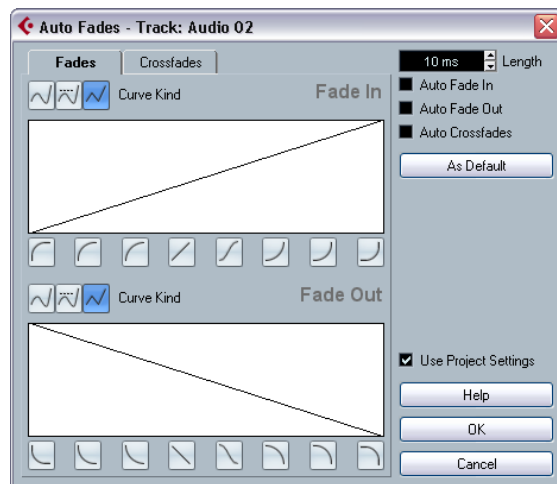 Auto Fades - Track: Audio 02
Fades
Crossfades
10 ms
Length
Curve Kind
Fade In
Auto Fade In
Auto Fade Out
Auto Crossfades
As Default
Curve Kind
Fade Out
Use Project Settings
Help
OK
Cancel